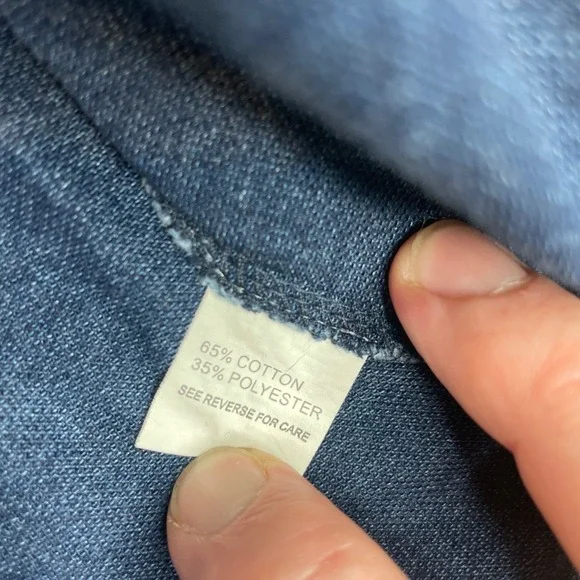 65% COTTON
35% POLYESTER
SEE REVERSE FOR CARE